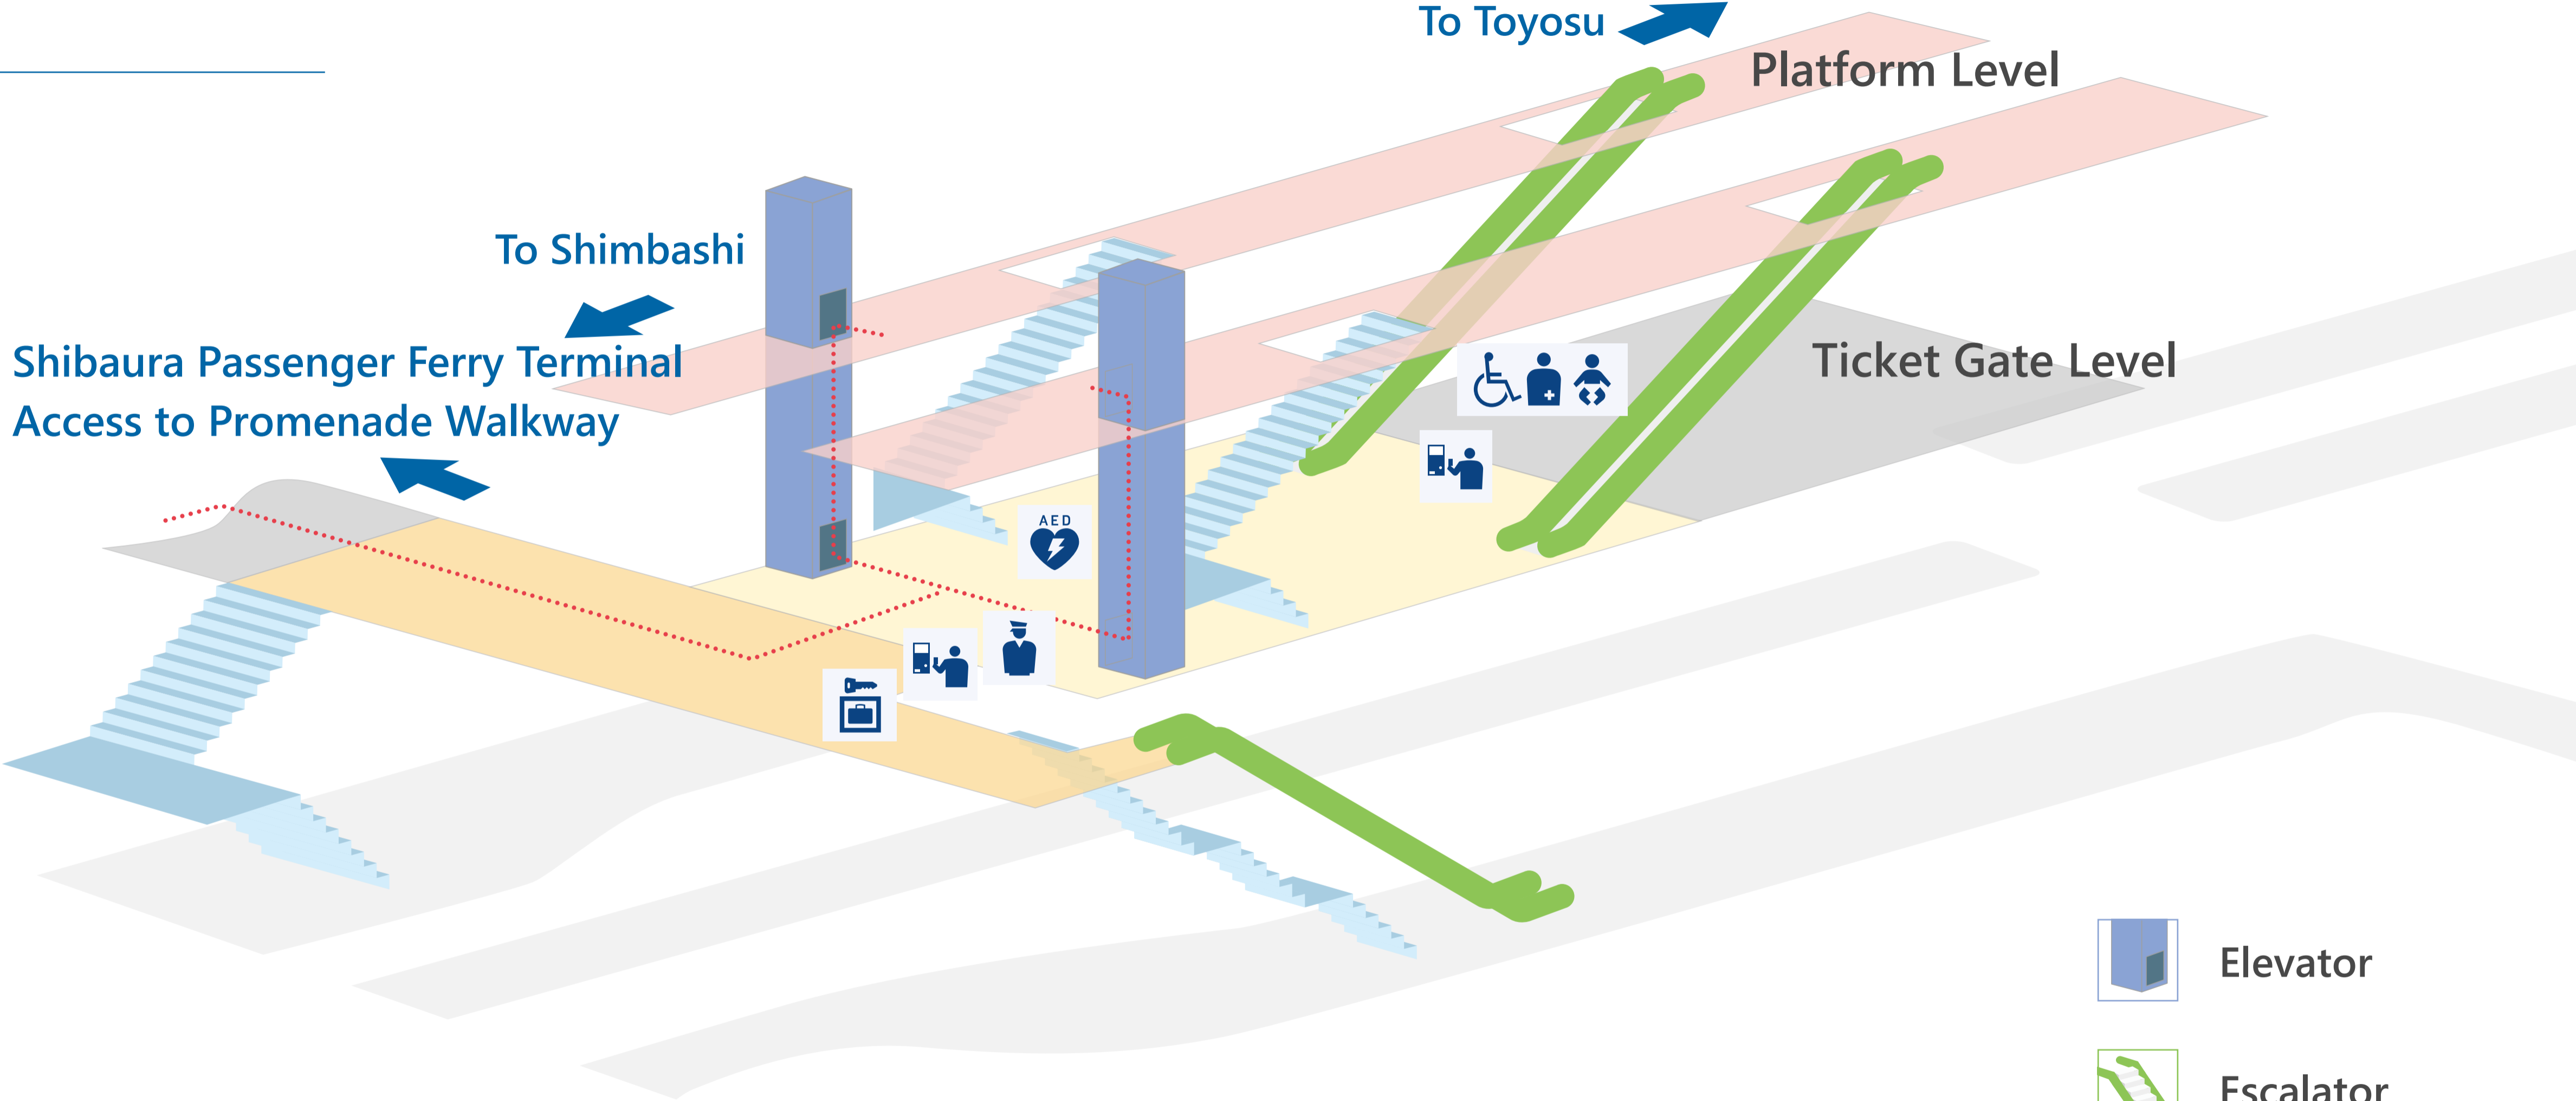 To Toyosu
Platform Level
To Shimbashi
Shibaura Passenger Ferry Terminal
Access to Promenade Walkway
Ticket Gate Level
AED
Elevator
Escalator